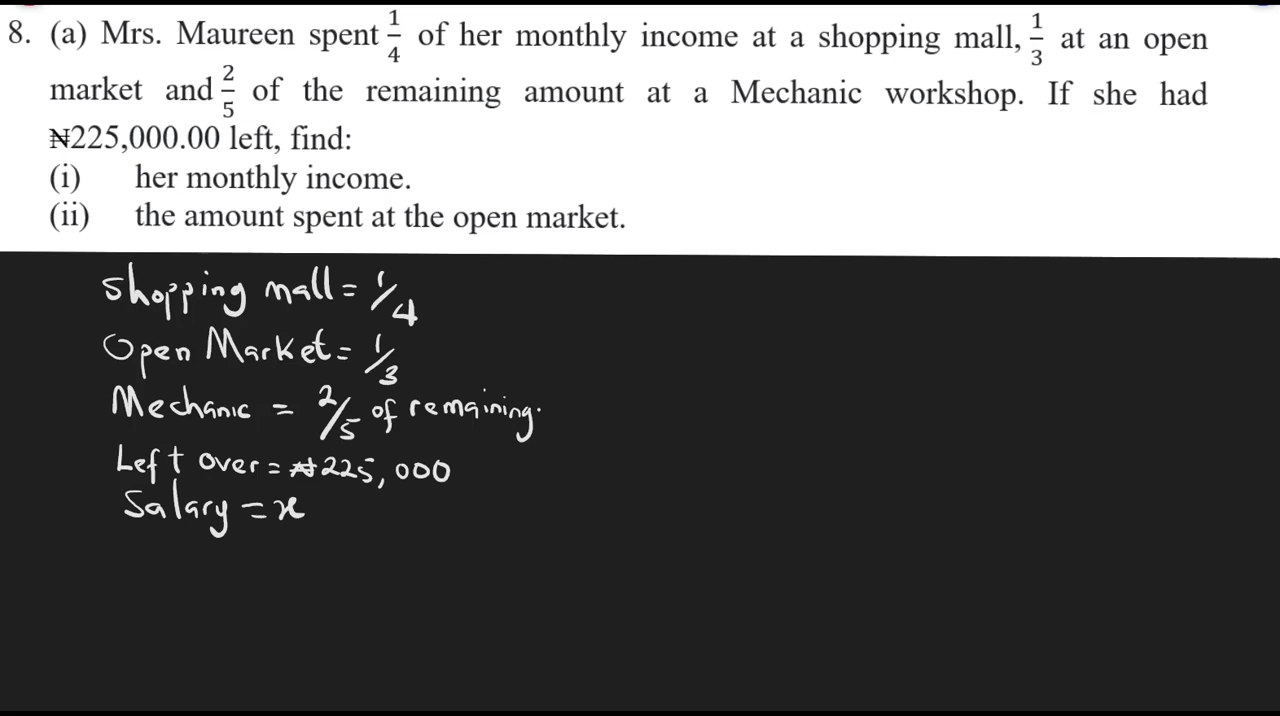 8. (a) Mrs. Maureen spent 1/4 of her monthly income at a shopping mall, 1/3 at an open
market and 2/5 of the remaining amount at a Mechanic workshop. If she had
₦225,000.00 left, find:
(i) her monthly income.
(ii) the amount spent at the open market.
Shopping mall = 1/4
Open Market = 1/3
Mechanic = 2/5 of remaining.
Left over = ₦225,000
Salary = x